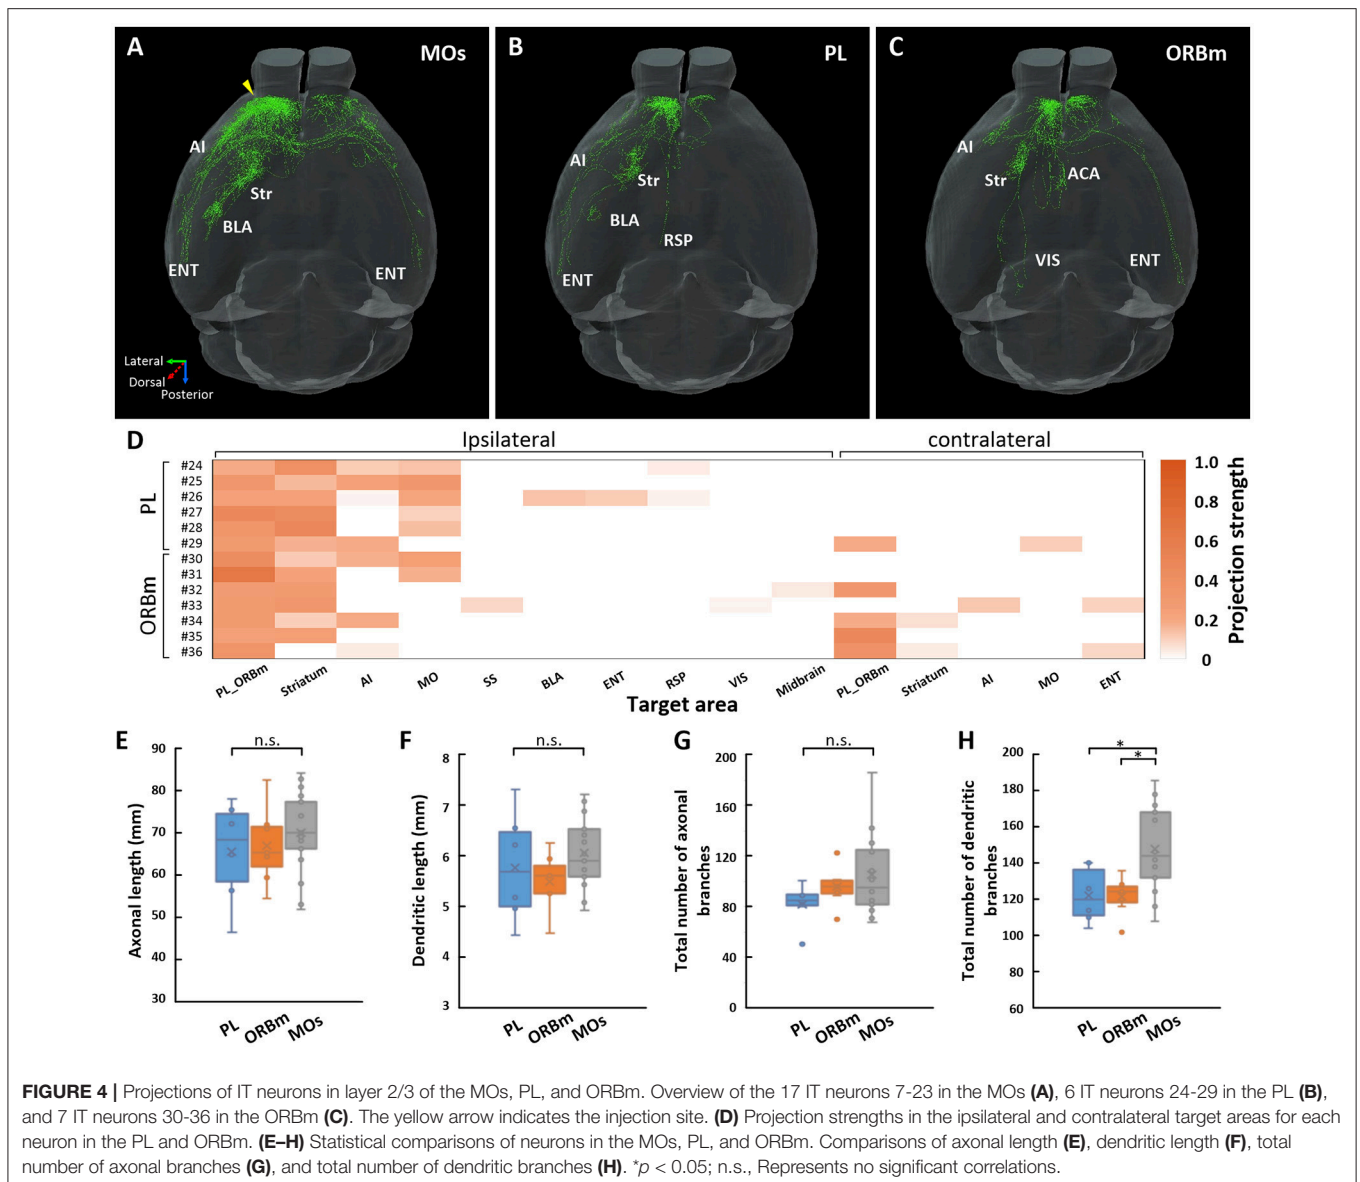 A
MOs
B
PL
C
ORBm
AI
Str
BLA
ENT
ENT
Lateral
Dorsal
Posterior
AI
Str
BLA
RSP
ENT
AI
Str
ACA
VIS
ENT
D
Ipsilateral
contralateral
PL
ORBm
#24
#25
#26
#27
#28
#29
#30
#31
#32
#33
#34
#35
#36
PL_ORBm
Striatum
AI
MO
SS
BLA
ENT
RSP
VIS
Midbrain
PL_ORBm
Striatum
AI
MO
ENT
Target area
1.0
0.8
0.6
0.4
0.2
0
Projection strength
E
n.s.
Axonal length (mm)
90
80
70
60
50
40
30
PL
ORBm
MOs
F
n.s.
Dendritic length (mm)
8
7
6
5
4
3
PL
ORBm
MOs
G
n.s.
Total number of axonal
branches
200
160
120
80
40
0
PL
ORBm
MOs
H
*
*
Total number of dendritic
branches
200
180
160
140
120
100
80
60
PL
ORBm
MOs
FIGURE 4 | Projections of IT neurons in layer 2/3 of the MOs, PL, and ORBm. Overview of the 17 IT neurons 7-23 in the MOs (A), 6 IT neurons 24-29 in the PL (B),
and 7 IT neurons 30-36 in the ORBm (C). The yellow arrow indicates the injection site. (D) Projection strengths in the ipsilateral and contralateral target areas for each
neuron in the PL and ORBm. (E–H) Statistical comparisons of neurons in the MOs, PL, and ORBm. Comparisons of axonal length (E), dendritic length (F), total
number of axonal branches (G), and total number of dendritic branches (H). *p < 0.05; n.s., Represents no significant correlations.